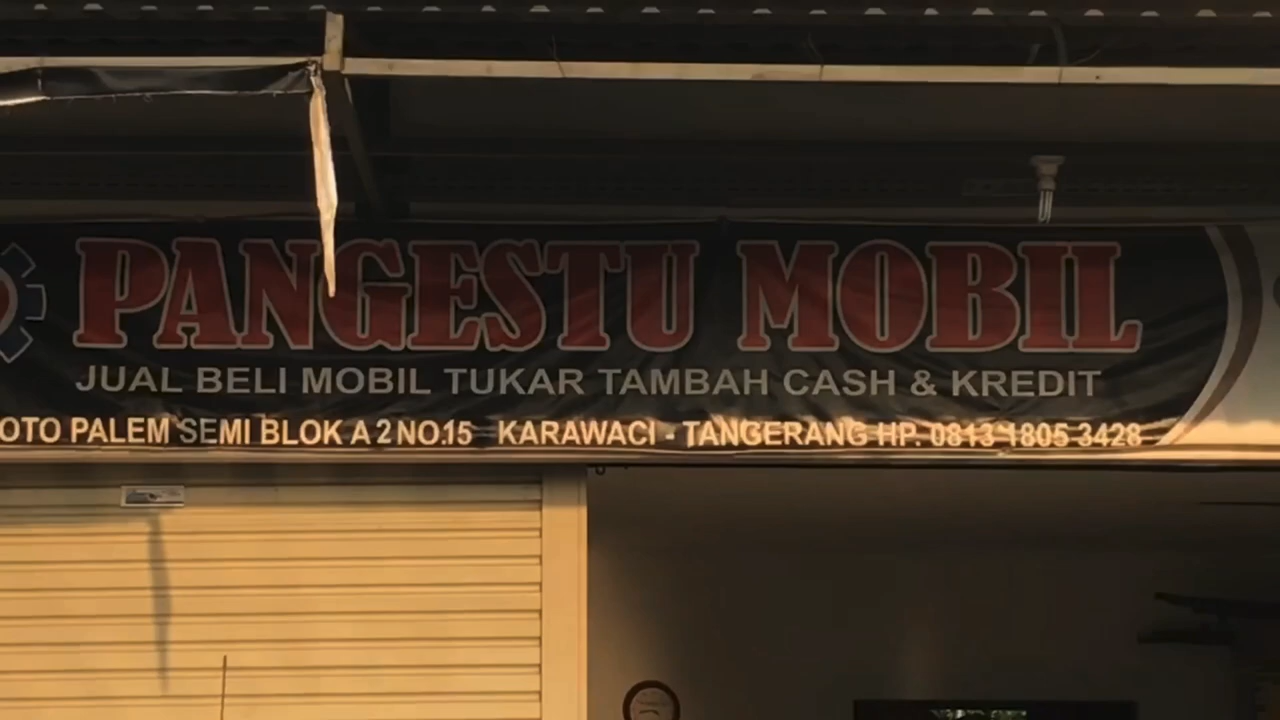 PANGESTU MOBIL
JUAL BELI MOBIL TUKAR TAMBAH CASH & KREDIT
OTO PALEM SEMI BLOK A2 NO.15 KARAWACI - TANGERANG HP. 0813 1805 3428